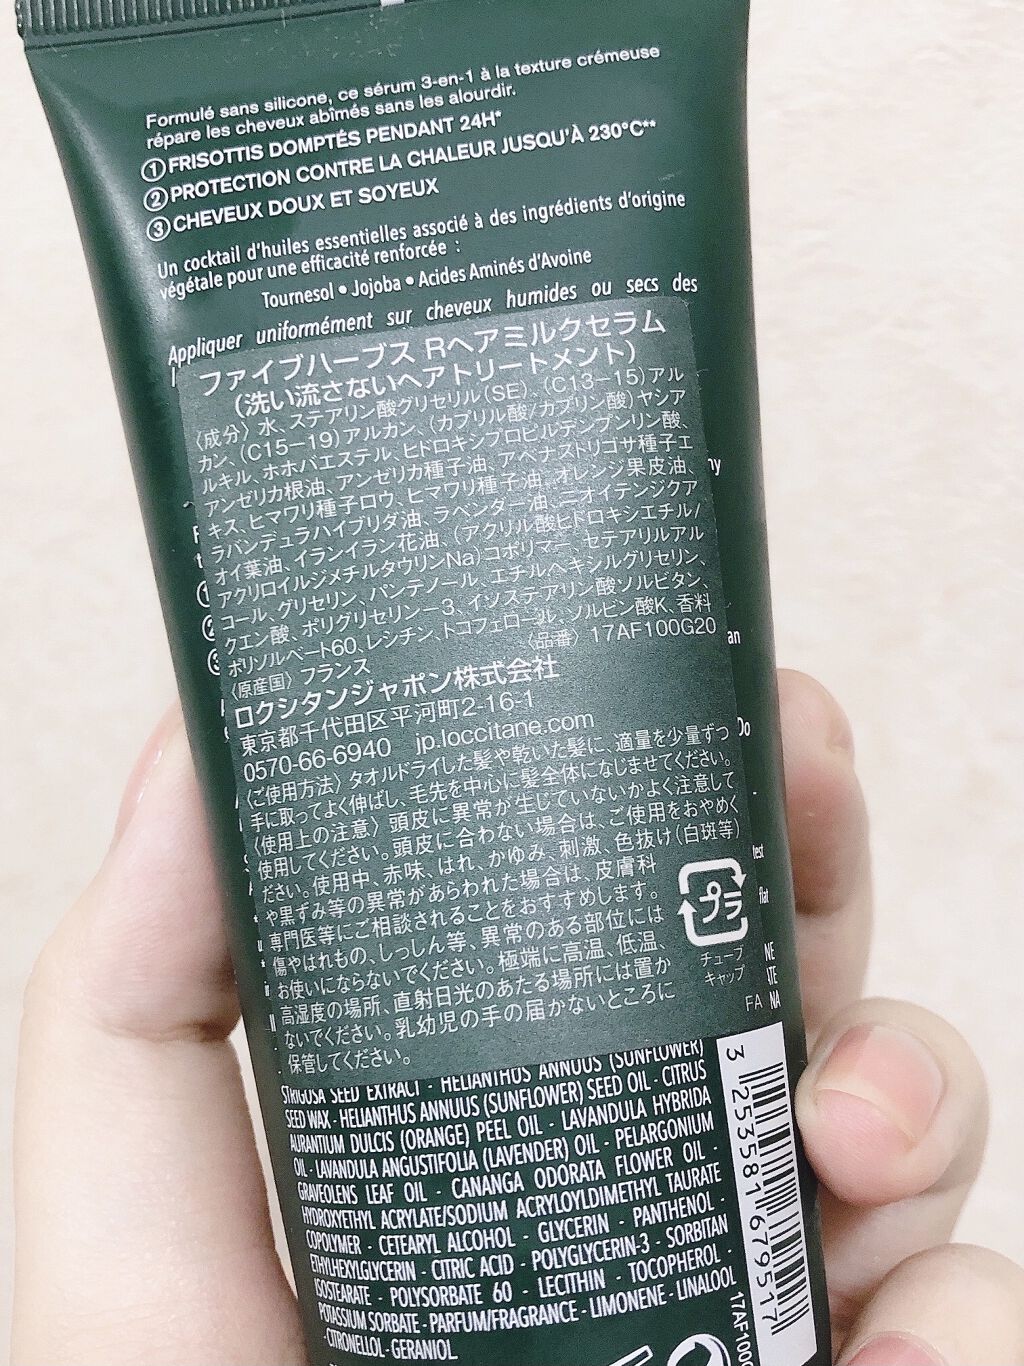 Formulé sans silicone, ce sérum 3-en-1 à la texture crémeuse
répare les cheveux abîmés sans les alourdir.
①FRISOTTIS DOMPTÉS PENDANT 24H*
②PROTECTION CONTRE LA CHALEUR JUSQU'À 230°C**
③CHEVEUX DOUX ET SOYEUX
Un cocktail d'huiles essentielles associé à des ingrédients d'origine
végétale pour une efficacité renforcée :
Tournesol • Jojoba • Acides Aminés d'Avoine
Appliquer uniformément sur cheveux humides ou secs des
ファイブハーブス Rヘアミルクセラム
(洗い流さないヘアトリートメント)
〈成分〉水、ステアリン酸グリセリル(SE)、(C13-15)アル
カン、(C15-19)アルカン、(カプリル酸/カプリン酸)ヤシア
ルキル、ホホバエステル、ヒドロキシプロピルデンプンリン酸、
アンゼリカ根油、アンゼリカ種子油、アベナストリゴサ種子エ
キス、ヒマワリ種子ロウ、ヒマワリ種子油、オレンジ果皮油、
ラバンデュラハイブリダ油、ラベンダー油、ニオイテンジクア
オイ葉油、イランイラン花油、(アクリル酸ヒドロキシエチル/
アクリロイルジメチルタウリンNa)コポリマー、セテアリルアル
コール、グリセリン、パンテノール、エチルヘキシルグリセリン、
クエン酸、ポリグリセリン-3、イソステアリン酸ソルビタン、
ポリソルベート60、レシチン、トコフェロール、ソルビン酸K、香料
〈原産国〉フランス 〈品番〉17AF100G20
ロクシタンジャポン株式会社
東京都千代田区平河町2-16-1
0570-66-6940 jp.loccitane.com
〈ご使用方法〉タオルドライした髪や乾いた髪に、適量を少量ずつ
手に取ってよく伸ばし、毛先を中心に髪全体になじませてください。
〈使用上の注意〉頭皮に異常が生じていないかよく注意して
使用してください。頭皮に合わない場合は、ご使用をおやめく
ださい。使用中、赤味、はれ、かゆみ、刺激、色抜け(白斑等)
や黒ずみ等の異常があらわれた場合は、皮膚科
専門医等にご相談されることをおすすめします。
傷やはれもの、しっしん等、異常のある部位には
お使いにならないでください。極端に高温、低温、
高湿度の場所、直射日光のあたる場所には置か
ないでください。乳幼児の手の届かないところに
保管してください。
プラ
チューブ
キャップ
FA
STRIGOSA SEED EXTRACT - HELIANTHUS ANNUUS (SUNFLOWER)
SEED WAX - HELIANTHUS ANNUUS (SUNFLOWER) SEED OIL - CITRUS
AURANTIUM DULCIS (ORANGE) PEEL OIL - LAVANDULA HYBRIDA
OIL - LAVANDULA ANGUSTIFOLIA (LAVENDER) OIL - PELARGONIUM
GRAVEOLENS LEAF OIL - CANANGA ODORATA FLOWER OIL -
HYDROXYETHYL ACRYLATE/SODIUM ACRYLOYLDIMETHYL TAURATE
COPOLYMER - CETEARYL ALCOHOL - GLYCERIN - PANTHENOL -
ETHYLHEXYLGLYCERIN - CITRIC ACID - POLYGLYCERIN-3 - SORBITAN
ISOSTEARATE - POLYSORBATE 60 - LECITHIN - TOCOPHEROL -
POTASSIUM SORBATE - PARFUM/FRAGRANCE - LIMONENE - LINALOOL
- CITRONELLOL - GERANIOL
3 253581 679517